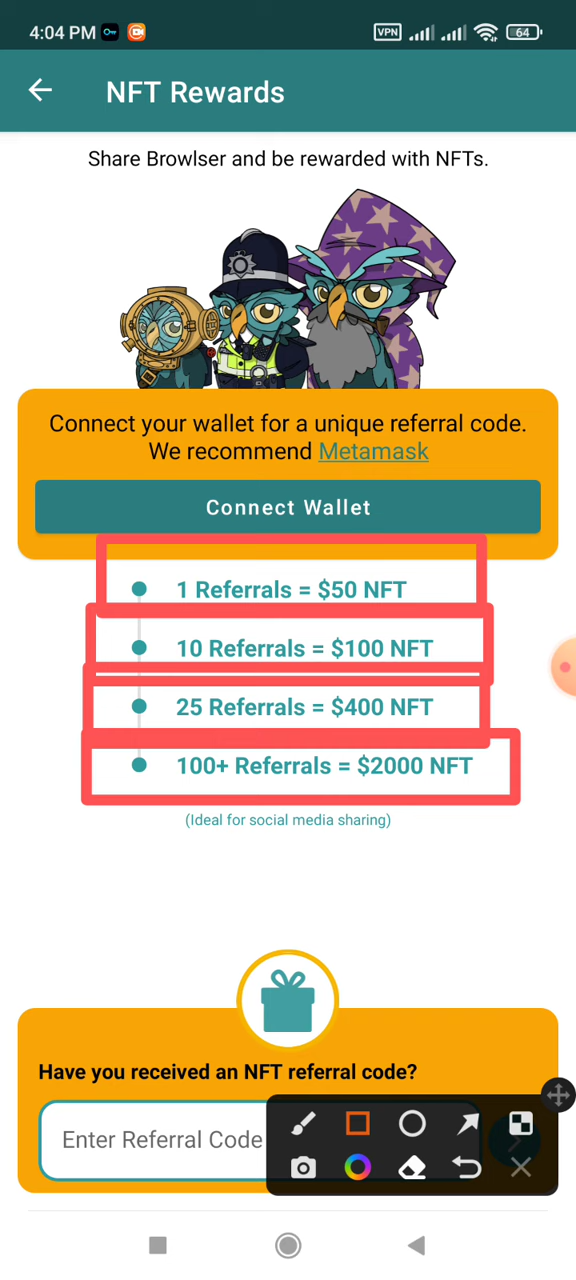 4:04 PM
VPN
64
NFT Rewards
Share Browlser and be rewarded with NFTs.
Connect your wallet for a unique referral code.
We recommend Metamask
Connect Wallet
1 Referrals = $50 NFT
10 Referrals = $100 NFT
25 Referrals = $400 NFT
100+ Referrals = $2000 NFT
(Ideal for social media sharing)
Have you received an NFT referral code?
Enter Referral Code